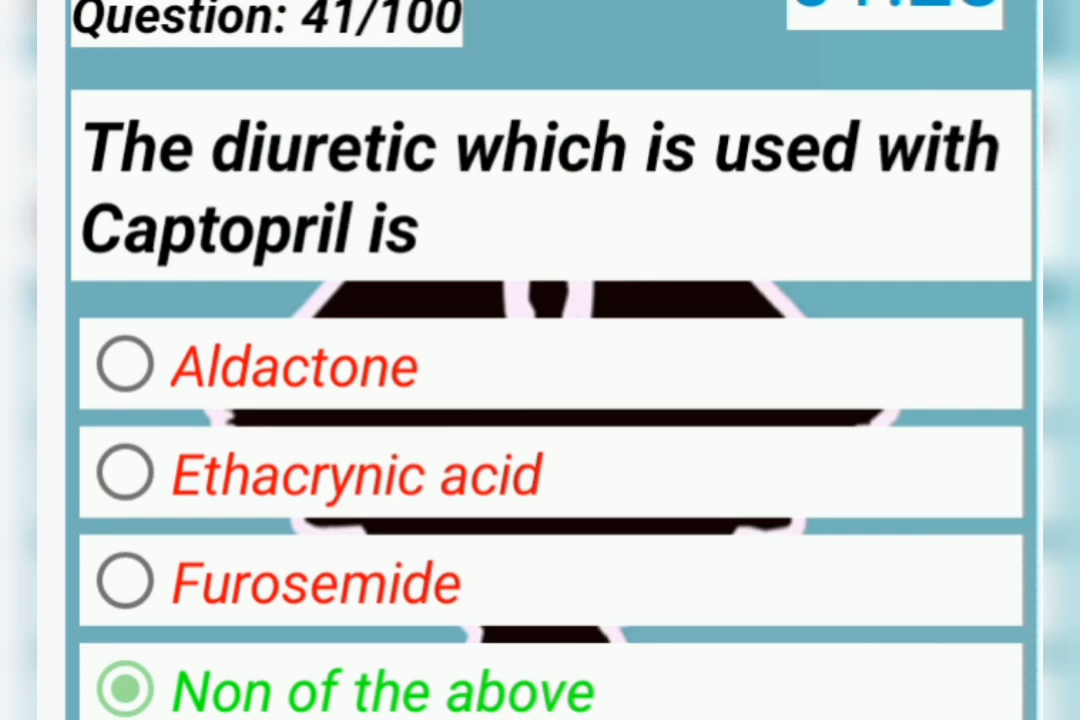 Question: 41/100
The diuretic which is used with
Captopril is
Aldactone
Ethacrynic acid
Furosemide
Non of the above